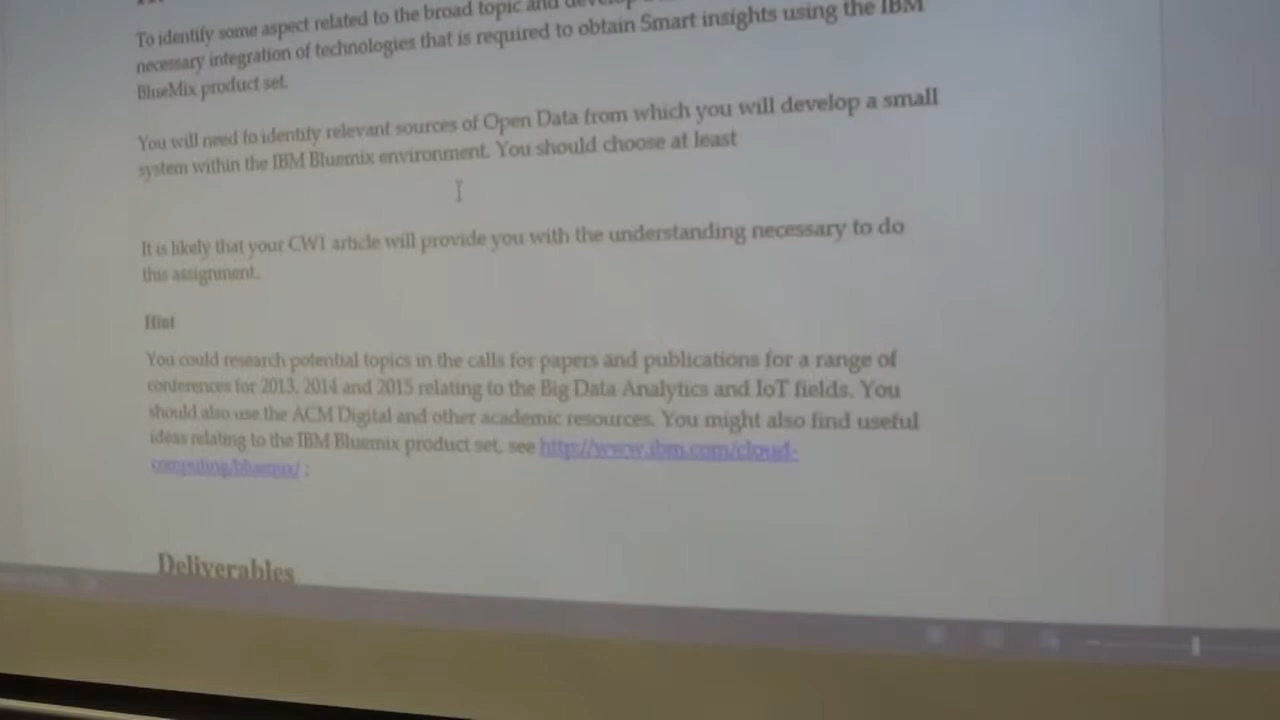 To identify some aspect related to the broad topic and
necessary integration of technologies that is required to obtain Smart insights using the IBM
BlueMix product set.
You will need to identify relevant sources of Open Data from which you will develop a small
system within the IBM Bluemix environment. You should choose at least
It is likely that your CW1 article will provide you with the understanding necessary to do
this assignment.
Hint
You could research potential topics in the calls for papers and publications for a range of
conferences for 2013, 2014 and 2015 relating to the Big Data Analytics and IoT fields. You
should also use the ACM Digital and other academic resources. You might also find useful
ideas relating to the IBM Bluemix product set, see http://www.ibm.com/cloud-
computing/bluemix/ ;
Deliverables